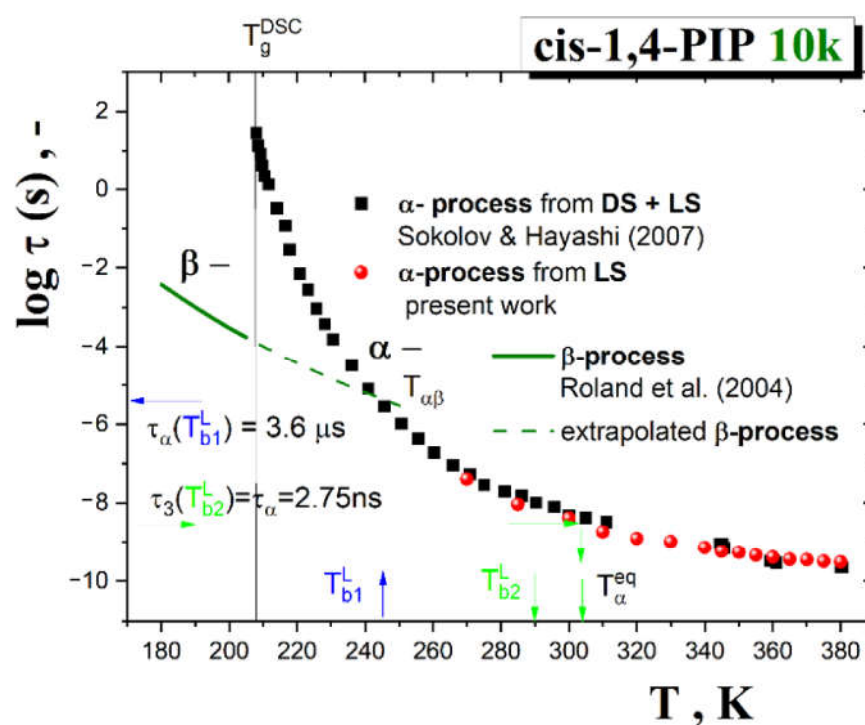 T_g^DSC
cis-1,4-PIP 10k
2
0
−2
−4
−6
−8
−10
log τ (s) , -
α- process from DS + LS
Sokolov & Hayashi (2007)
α-process from LS
present work
β –
α –
T_αβ
β-process
Roland et al. (2004)
extrapolated β-process
τ_α(T_b1^L) = 3.6 μs
τ_3(T_b2^L)=τ_α=2.75ns
T_b1^L
T_b2^L
T_α^eq
180 200 220 240 260 280 300 320 340 360 380
T , K